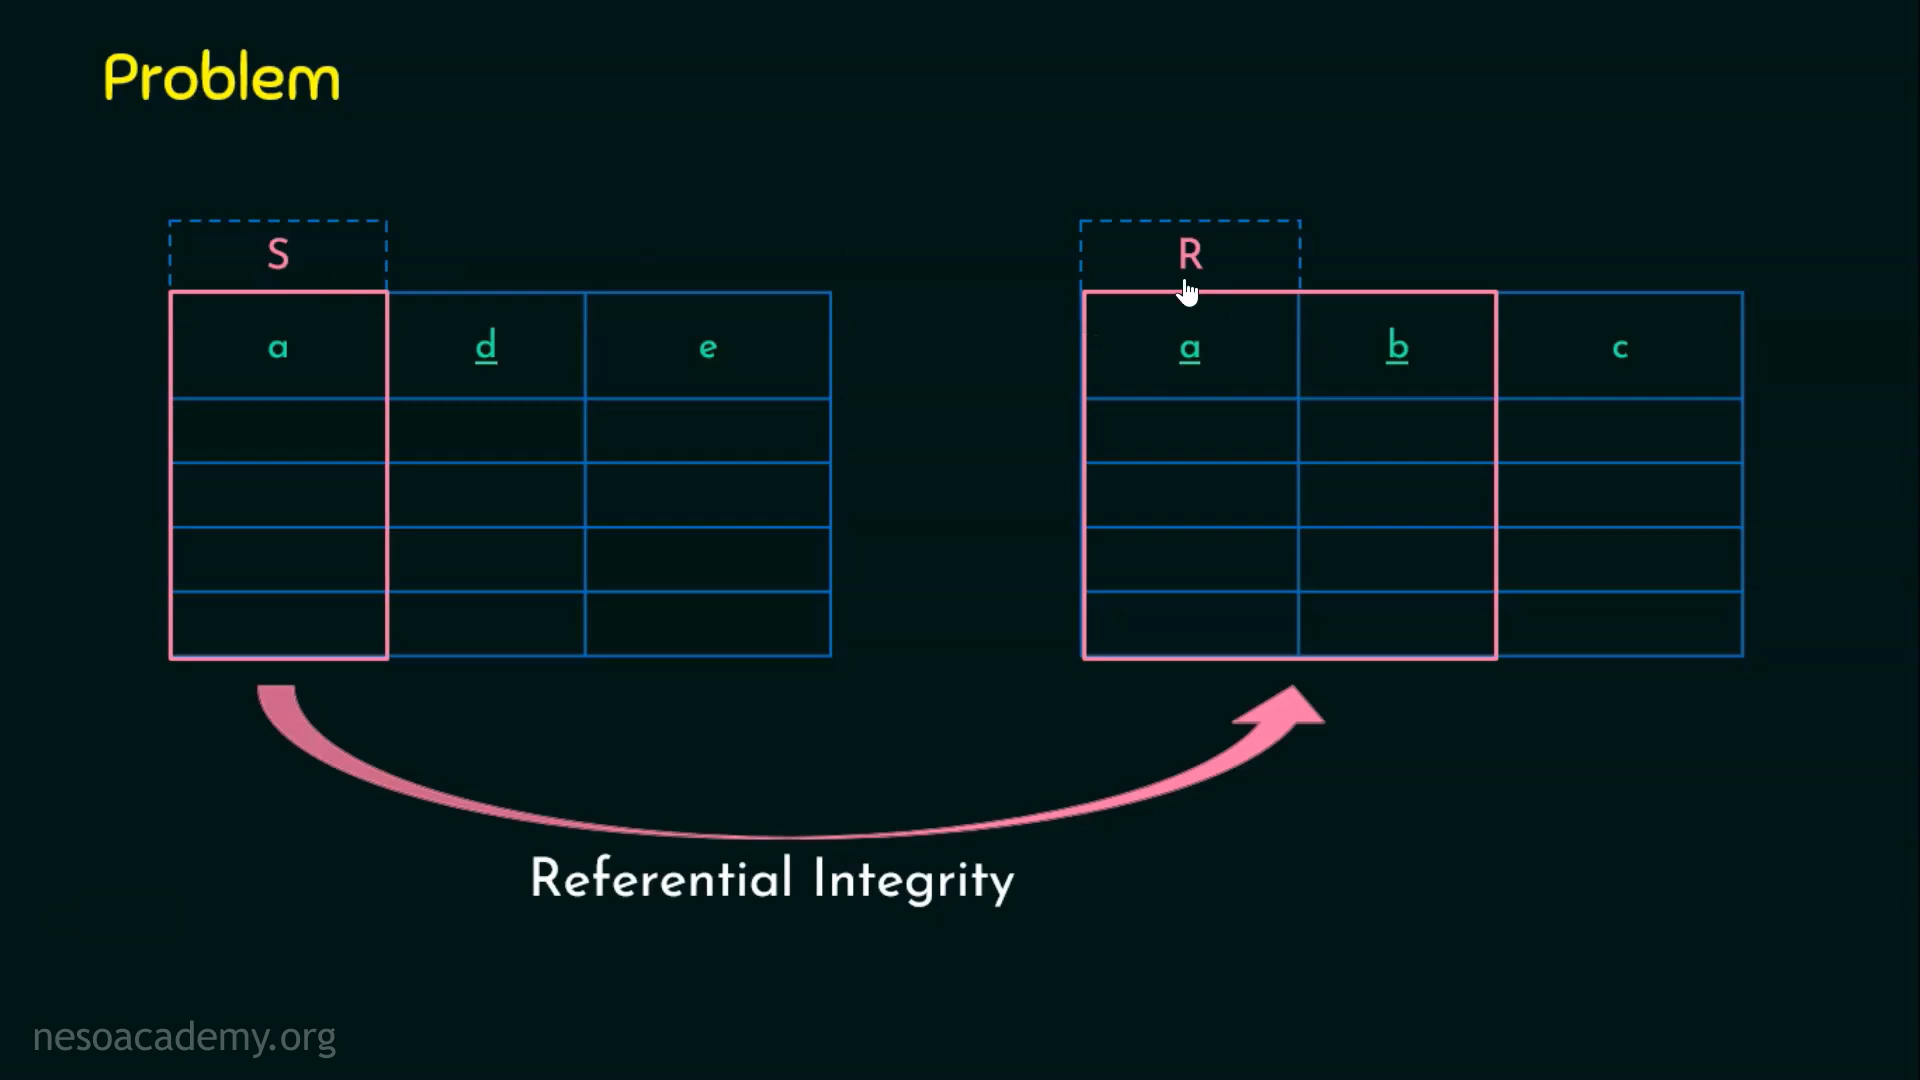 Problem
S
R
a d e
a b c
Referential Integrity
nesoacademy.org